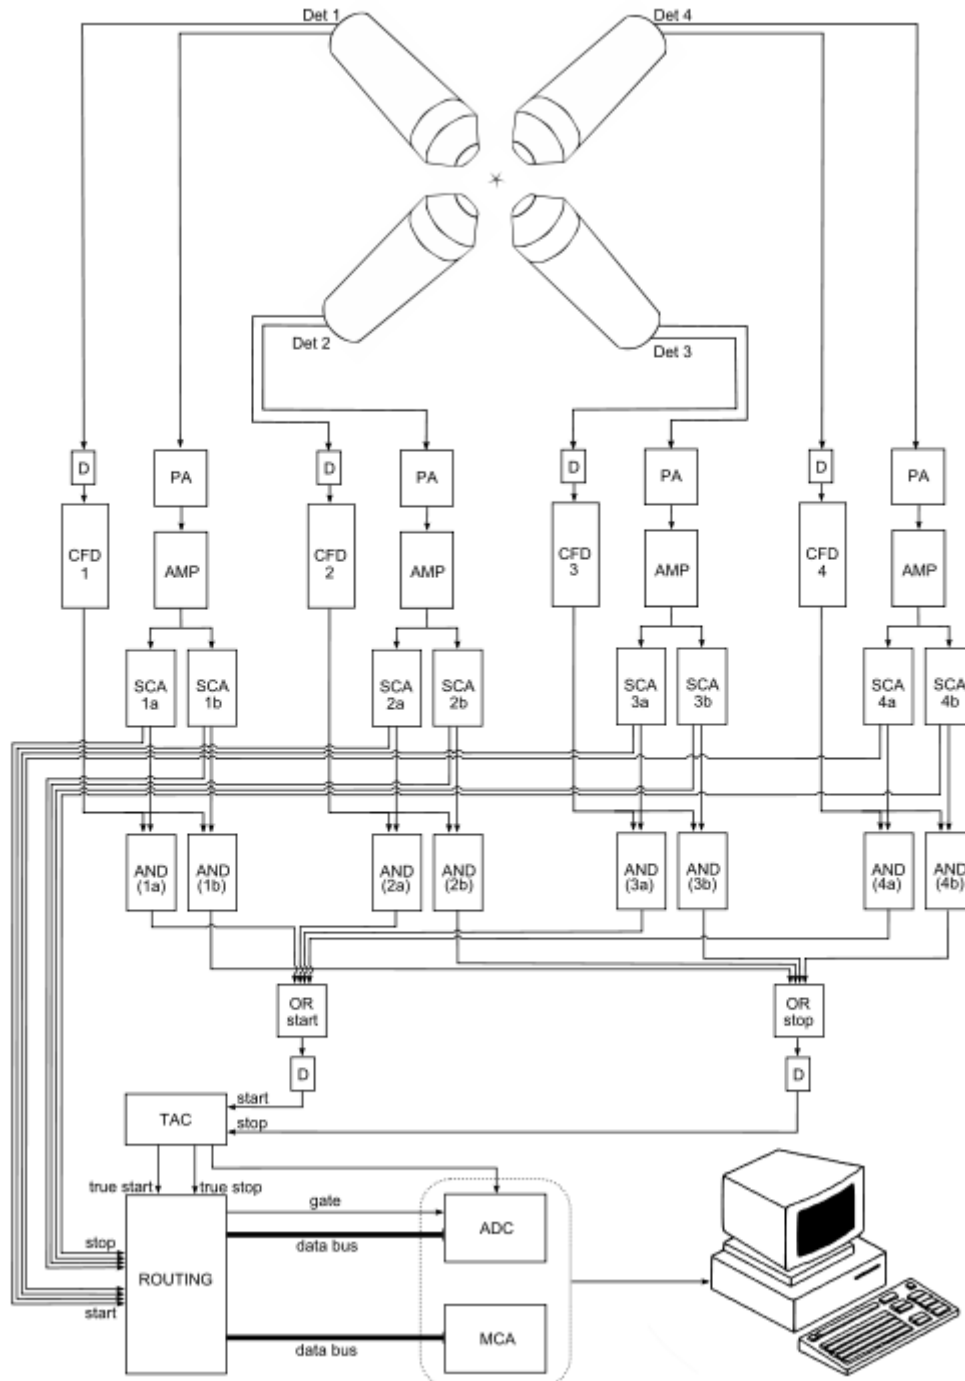 Det 1
Det 4
Det 2
Det 3
D
PA
D
PA
D
PA
D
PA
CFD
1
AMP
CFD
2
AMP
CFD
3
AMP
CFD
4
AMP
SCA
1a
SCA
1b
SCA
2a
SCA
2b
SCA
3a
SCA
3b
SCA
4a
SCA
4b
AND
(1a)
AND
(1b)
AND
(2a)
AND
(2b)
AND
(3a)
AND
(3b)
AND
(4a)
AND
(4b)
OR
start
OR
stop
D
D
start
TAC
stop
true start
true stop
gate
ADC
stop
data bus
ROUTING
start
MCA
data bus